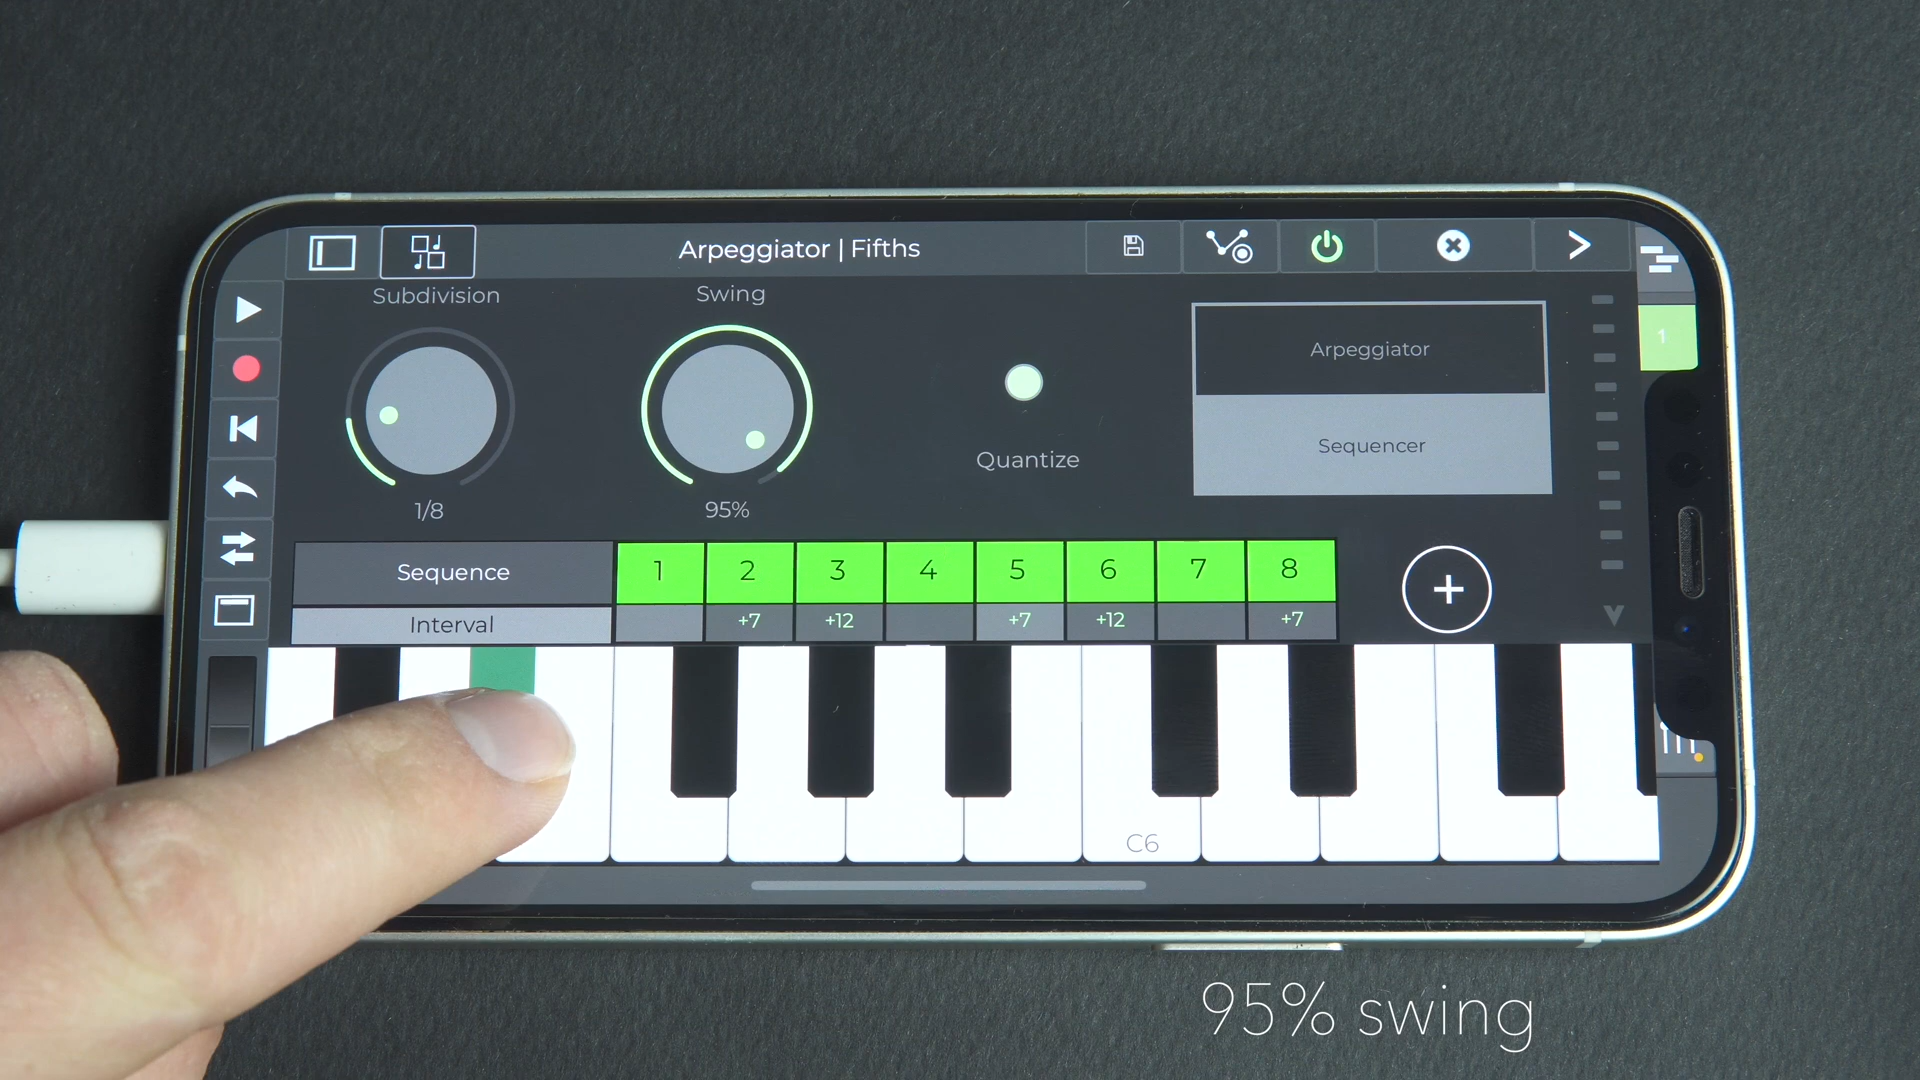 Arpeggiator | Fifths
Subdivision
Swing
1
Arpeggiator
Quantize
Sequencer
1/8
95%
Sequence
1 2 3 4 5 6 7 8
Interval
+7 +12 +7 +12 +7
C6
95% swing